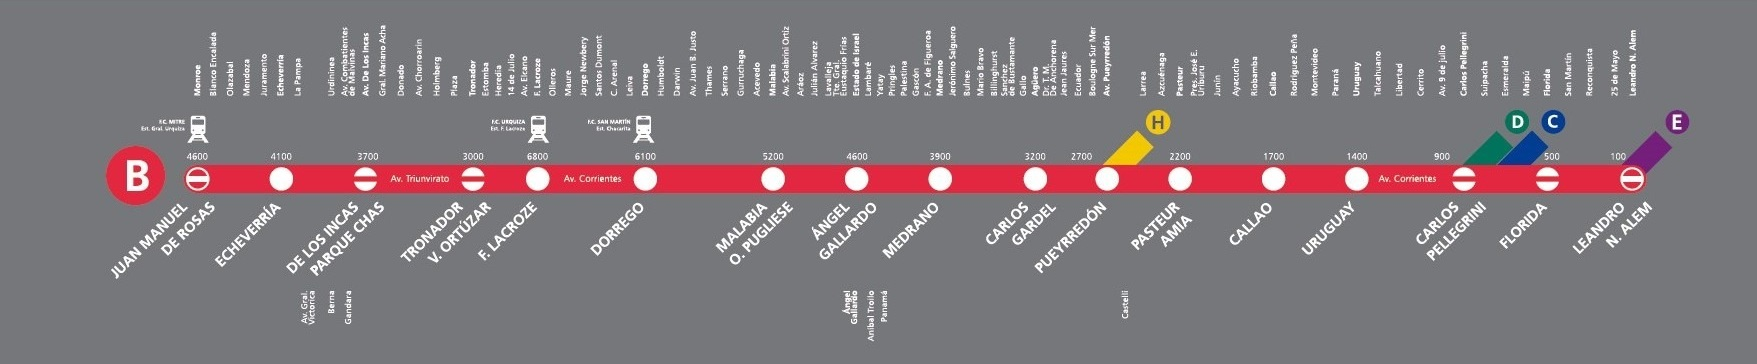 Monroe
Blanco Encalada
Olazabal
Mendoza
Juramento
Echeverría
La Pampa
Urdininea
Av. Combatientes
de Malvinas
Av. De Los Incas
Gral. Mariano Acha
Donado
Av. Chorroarin
Holmberg
Plaza
Tronador
Estomba
Heredia
14 de Julio
Av. Elcano
F. Lacroze
Olleros
Maure
Jorge Newbery
Santos Dumont
C. Arenal
Leiva
Dorrego
Humboldt
Darwin
Av. Juan B. Justo
Thames
Serrano
Gurruchaga
Acevedo
Malabia
Av. Scalabrini Ortiz
Aráoz
Julián Alvarez
Lavalleja
Tte. Gral.
Eustaquio Frías
Estado de Israel
Lambaré
Yatay
Pringles
Palestina
Gascón
F. A. de Figueroa
Medrano
Jerónimo Salguero
Bulnes
Mario Bravo
Billinghurst
Sanchez
de Bustamante
Gallo
Agüero
Dr. T. M.
De Anchorena
Jean Jaures
Ecuador
Boulogne Sur Mer
Av. Pueyrredón
Larrea
Azcuénaga
Pasteur
Pres. José E.
Uriburu
Junín
Ayacucho
Riobamba
Callao
Rodriguez Peña
Montevideo
Paraná
Uruguay
Talcahuano
Libertad
Cerrito
Av. 9 de julio
Carlos Pellegrini
Suipacha
Esmeralda
Maipú
Florida
San Martin
Reconquista
25 de Mayo
Leandro N. Alem
F.C. MITRE
Est. Gral. Urquiza
F.C. URQUIZA
Est. F. Lacroze
F.C. SAN MARTÍN
Est. Chacarita
H
D
C
E
4600
4100
3700
3000
6800
6100
5200
4600
3900
3200
2700
2200
1700
1400
900
500
100
B
Av. Triunvirato
Av. Corrientes
Av. Corrientes
JUAN MANUEL
DE ROSAS
ECHEVERRÍA
DE LOS INCAS
PARQUE CHAS
TRONADOR
V. ORTÚZAR
F. LACROZE
DORREGO
MALABIA
O. PUGLIESE
ÁNGEL
GALLARDO
MEDRANO
CARLOS
GARDEL
PUEYRREDÓN
PASTEUR
AMIA
CALLAO
URUGUAY
CARLOS
PELLEGRINI
FLORIDA
LEANDRO
N. ALEM
Av. Gral.
Victorica
Berna
Gandara
Ángel
Gallardo
Anibal Troilo
Panamá
Castelli